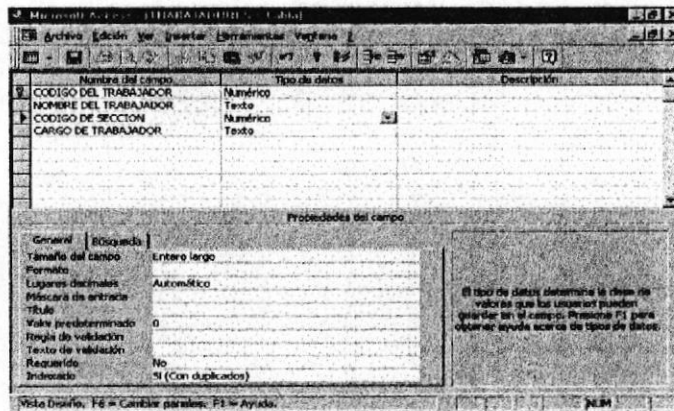 Microsoft Access - [TRABAJADORES : Tabla]
Archivo Edición Ver Insertar Herramientas Ventana ?
Nombre del campo Tipo de datos Descripción
CODIGO DEL TRABAJADOR Numérico
NOMBRE DEL TRABAJADOR Texto
CODIGO DE SECCION Numérico
CARGO DE TRABAJADOR Texto
Propiedades del campo
General Búsqueda
Tamaño del campo Entero largo
Formato
Lugares decimales Automático
Máscara de entrada
Título
Valor predeterminado 0
Regla de validación
Texto de validación
Requerido No
Indexado Sí (Con duplicados)
El tipo de datos determina la clase de
valores que los usuarios pueden
guardar en el campo. Presione F1 para
obtener ayuda acerca de tipos de datos.
Vista Diseño. F6 = Cambiar paneles. F1 = Ayuda. NUM